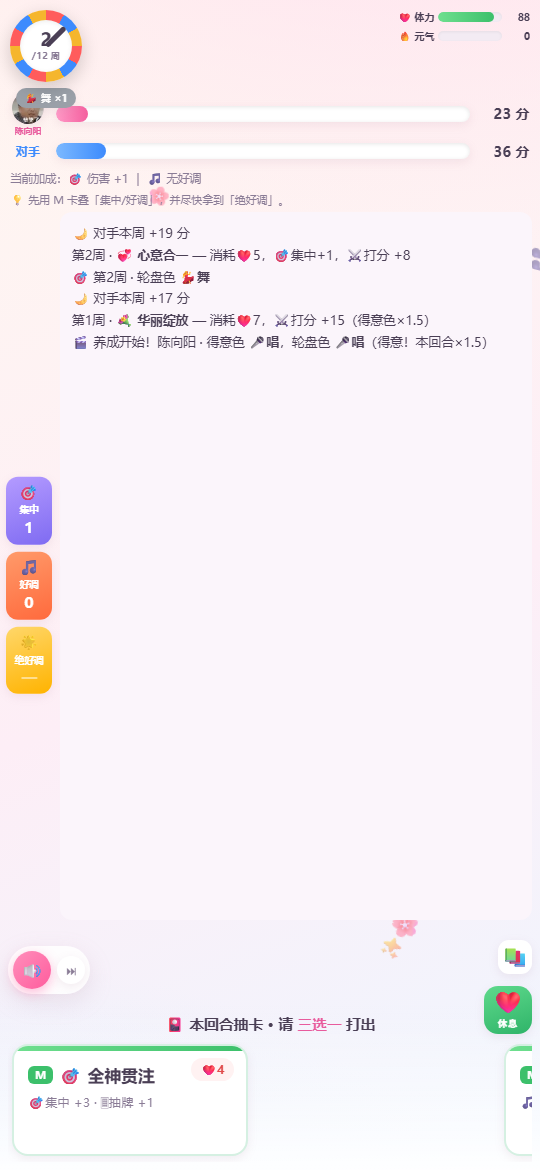 2
/12 周
体力 88
元气 0
舞 ×1
陈向阳
23 分
对手
36 分
当前加成: 伤害 +1 | 无好调
先用 M 卡叠「集中/好调」 并尽快拿到「绝好调」。
对手本周 +19 分
第2周 · 心意合一 — 消耗 5, 集中+1, 打分 +8
第2周 · 轮盘色 舞
对手本周 +17 分
第1周 · 华丽绽放 — 消耗 7, 打分 +15（得意色×1.5）
养成开始！陈向阳 · 得意色 唱, 轮盘色 唱（得意！本回合×1.5）
集中
1
好调
0
绝好调
—
本回合抽卡 • 请 三选一 打出
休息
M 全神贯注 4
集中 +3 · 抽牌 +1